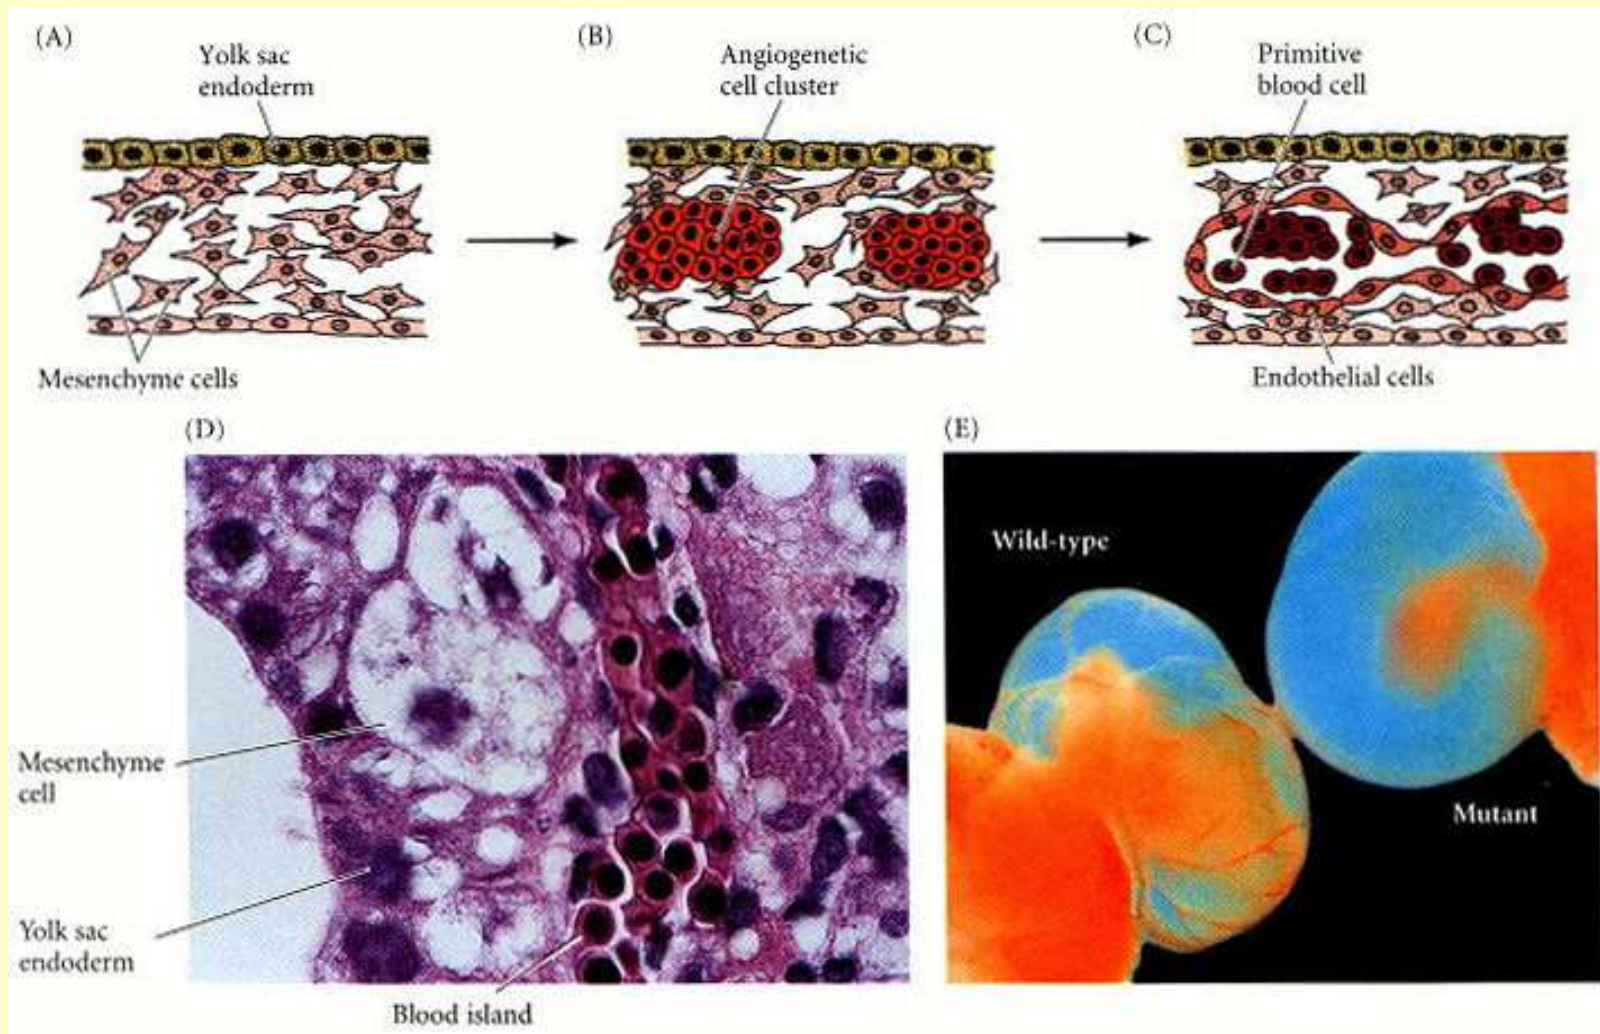 (A)
Yolk sac
endoderm
(B)
Angiogenetic
cell cluster
(C)
Primitive
blood cell
Mesenchyme cells
Endothelial cells
(D)
(E)
Wild-type
Mutant
Mesenchyme
cell
Yolk sac
endoderm
Blood island